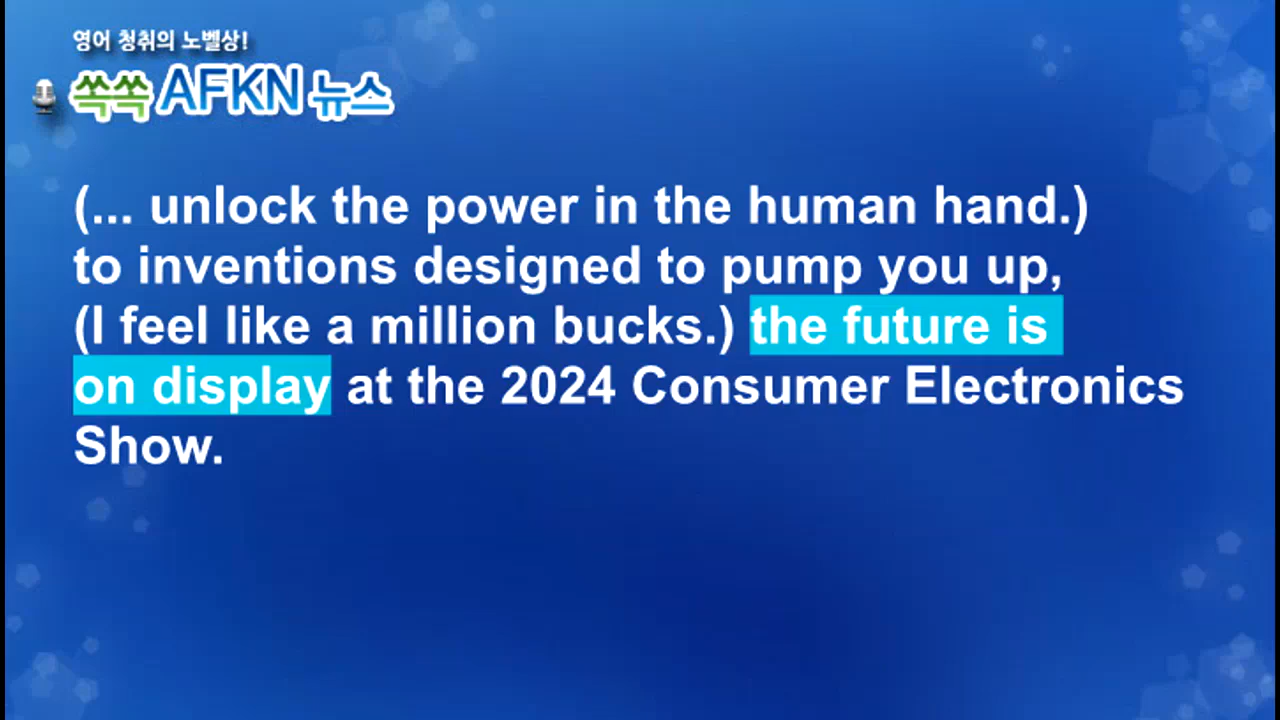 영어 청취의 노벨상!
쏙쏙 AFKN 뉴스
(... unlock the power in the human hand.)
to inventions designed to pump you up,
(I feel like a million bucks.) the future is
on display at the 2024 Consumer Electronics
Show.